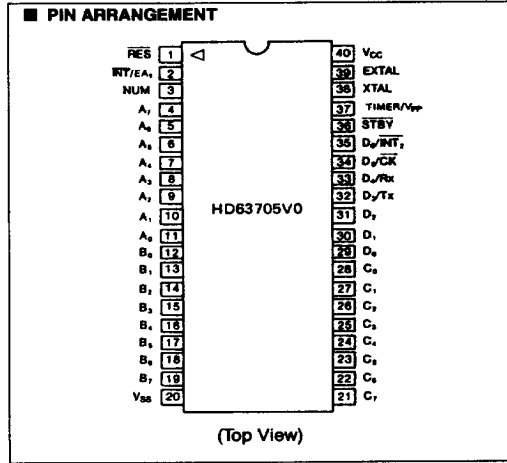 ■ PIN ARRANGEMENT
RES 1
INT/EA₉ 2
NUM 3
A₇ 4
A₆ 5
A₅ 6
A₄ 7
A₃ 8
A₂ 9
A₁ 10
A₀ 11
B₀ 12
B₁ 13
B₂ 14
B₃ 15
B₄ 16
B₅ 17
B₆ 18
B₇ 19
VSS 20
HD63705V0
40 VCC
39 EXTAL
38 XTAL
37 TIMER/VPP
36 STBY
35 D₆/INT₂
34 D₅/CK
33 D₄/Rx
32 D₃/Tx
31 D₂
30 D₁
29 D₀
28 C₀
27 C₁
26 C₂
25 C₃
24 C₄
23 C₅
22 C₆
21 C₇
(Top View)